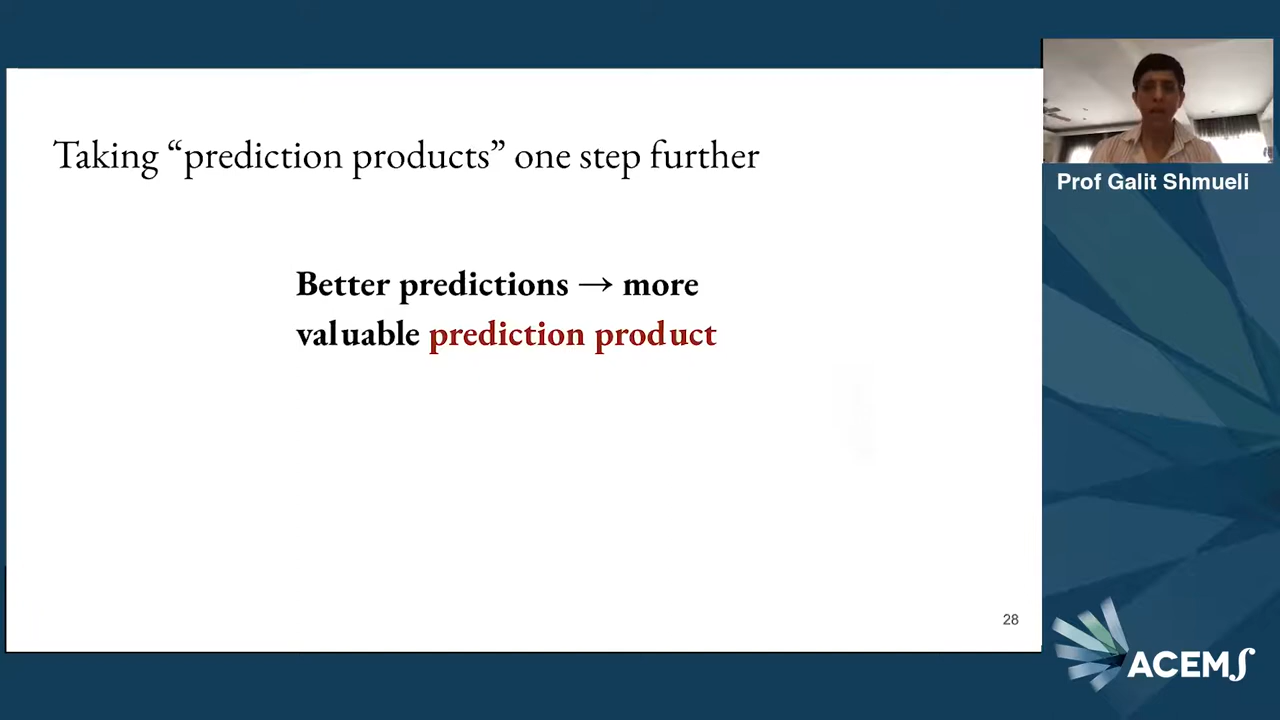 Taking “prediction products” one step further
Prof Galit Shmueli
Better predictions → more
valuable prediction product
28
ACEMS